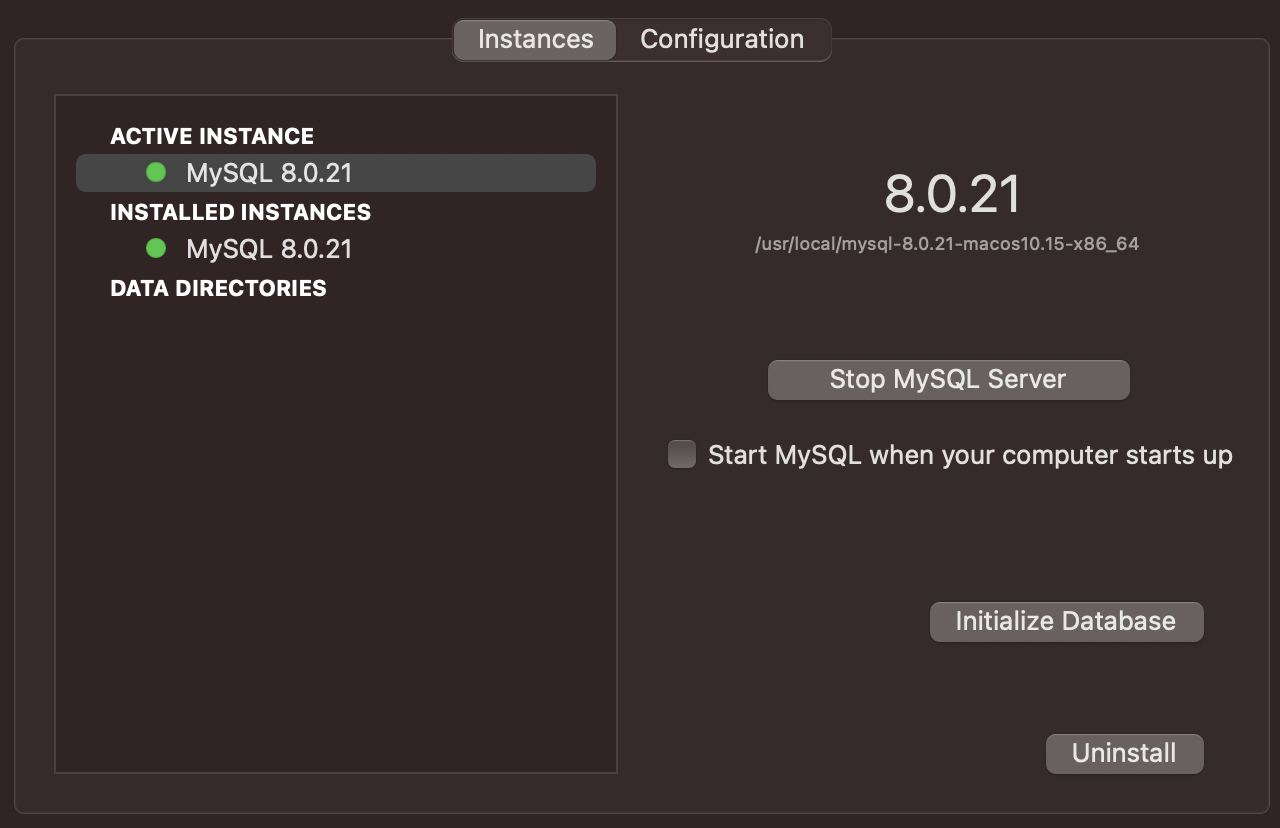 Instances
Configuration
ACTIVE INSTANCE
MySQL 8.0.21
INSTALLED INSTANCES
MySQL 8.0.21
DATA DIRECTORIES
8.0.21
/usr/local/mysql-8.0.21-macos10.15-x86_64
Stop MySQL Server
Start MySQL when your computer starts up
Initialize Database
Uninstall